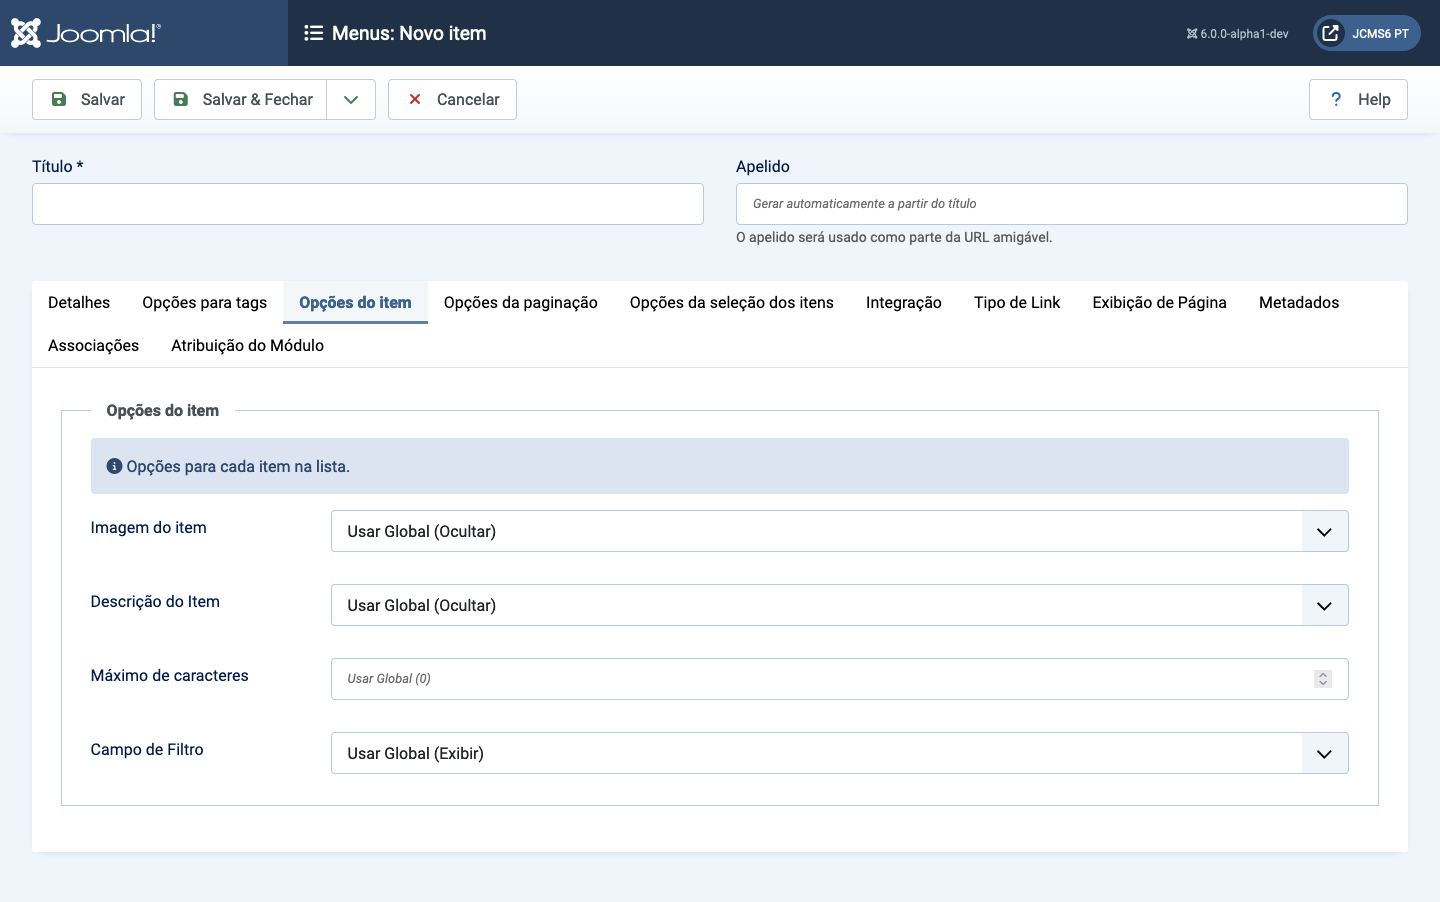 Joomla!® Menus: Novo item 6.0.0-alpha1-dev JCMS6 PT
Salvar Salvar & Fechar Cancelar ? Help
Título * Apelido
Gerar automaticamente a partir do título
O apelido será usado como parte da URL amigável.
Detalhes Opções para tags Opções do item Opções da paginação Opções da seleção dos itens Integração Tipo de Link Exibição de Página Metadados
Associações Atribuição do Módulo
Opções do item
Opções para cada item na lista.
Imagem do item Usar Global (Ocultar)
Descrição do Item Usar Global (Ocultar)
Máximo de caracteres Usar Global (0)
Campo de Filtro Usar Global (Exibir)